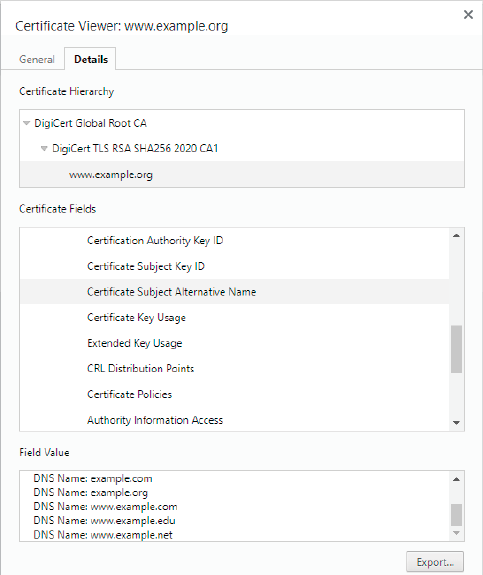 Certificate Viewer: www.example.org
General
Details
Certificate Hierarchy
DigiCert Global Root CA
DigiCert TLS RSA SHA256 2020 CA1
www.example.org
Certificate Fields
Certification Authority Key ID
Certificate Subject Key ID
Certificate Subject Alternative Name
Certificate Key Usage
Extended Key Usage
CRL Distribution Points
Certificate Policies
Authority Information Access
Field Value
DNS Name: example.com
DNS Name: example.org
DNS Name: www.example.com
DNS Name: www.example.edu
DNS Name: www.example.net
Export...